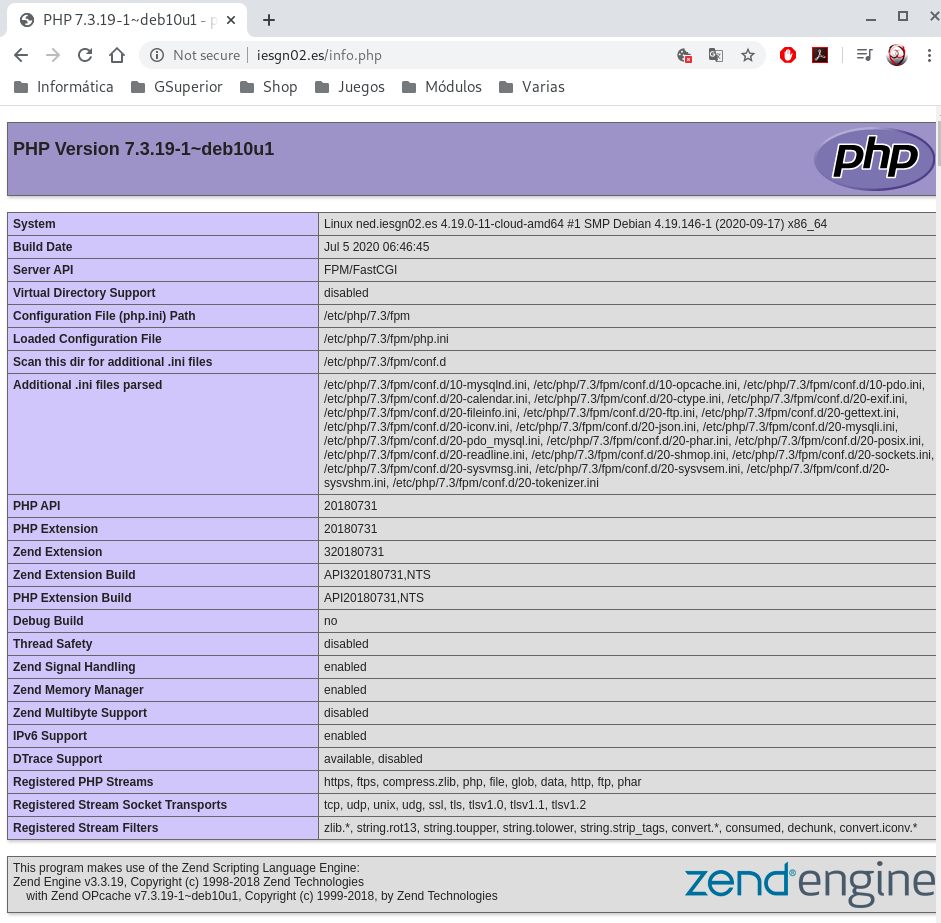 PHP 7.3.19-1~deb10u1 - p
Not secure iesgn02.es/info.php
Informática GSuperior Shop Juegos Módulos Varias
PHP Version 7.3.19-1~deb10u1
php
System Linux ned.iesgn02.es 4.19.0-11-cloud-amd64 #1 SMP Debian 4.19.146-1 (2020-09-17) x86_64
Build Date Jul 5 2020 06:46:45
Server API FPM/FastCGI
Virtual Directory Support disabled
Configuration File (php.ini) Path /etc/php/7.3/fpm
Loaded Configuration File /etc/php/7.3/fpm/php.ini
Scan this dir for additional .ini files /etc/php/7.3/fpm/conf.d
Additional .ini files parsed /etc/php/7.3/fpm/conf.d/10-mysqlnd.ini, /etc/php/7.3/fpm/conf.d/10-opcache.ini, /etc/php/7.3/fpm/conf.d/10-pdo.ini,
/etc/php/7.3/fpm/conf.d/20-calendar.ini, /etc/php/7.3/fpm/conf.d/20-ctype.ini, /etc/php/7.3/fpm/conf.d/20-exif.ini,
/etc/php/7.3/fpm/conf.d/20-fileinfo.ini, /etc/php/7.3/fpm/conf.d/20-ftp.ini, /etc/php/7.3/fpm/conf.d/20-gettext.ini,
/etc/php/7.3/fpm/conf.d/20-iconv.ini, /etc/php/7.3/fpm/conf.d/20-json.ini, /etc/php/7.3/fpm/conf.d/20-mysqli.ini,
/etc/php/7.3/fpm/conf.d/20-pdo_mysql.ini, /etc/php/7.3/fpm/conf.d/20-phar.ini, /etc/php/7.3/fpm/conf.d/20-posix.ini,
/etc/php/7.3/fpm/conf.d/20-readline.ini, /etc/php/7.3/fpm/conf.d/20-shmop.ini, /etc/php/7.3/fpm/conf.d/20-sockets.ini,
/etc/php/7.3/fpm/conf.d/20-sysvmsg.ini, /etc/php/7.3/fpm/conf.d/20-sysvsem.ini, /etc/php/7.3/fpm/conf.d/20-
sysvshm.ini, /etc/php/7.3/fpm/conf.d/20-tokenizer.ini
PHP API 20180731
PHP Extension 20180731
Zend Extension 320180731
Zend Extension Build API320180731,NTS
PHP Extension Build API20180731,NTS
Debug Build no
Thread Safety disabled
Zend Signal Handling enabled
Zend Memory Manager enabled
Zend Multibyte Support disabled
IPv6 Support enabled
DTrace Support available, disabled
Registered PHP Streams https, ftps, compress.zlib, php, file, glob, data, http, ftp, phar
Registered Stream Socket Transports tcp, udp, unix, udg, ssl, tls, tlsv1.0, tlsv1.1, tlsv1.2
Registered Stream Filters zlib.*, string.rot13, string.toupper, string.tolower, string.strip_tags, convert.*, consumed, dechunk, convert.iconv.*
This program makes use of the Zend Scripting Language Engine:
Zend Engine v3.3.19, Copyright (c) 1998-2018 Zend Technologies
with Zend OPcache v7.3.19-1~deb10u1, Copyright (c) 1999-2018, by Zend Technologies
zend® engine